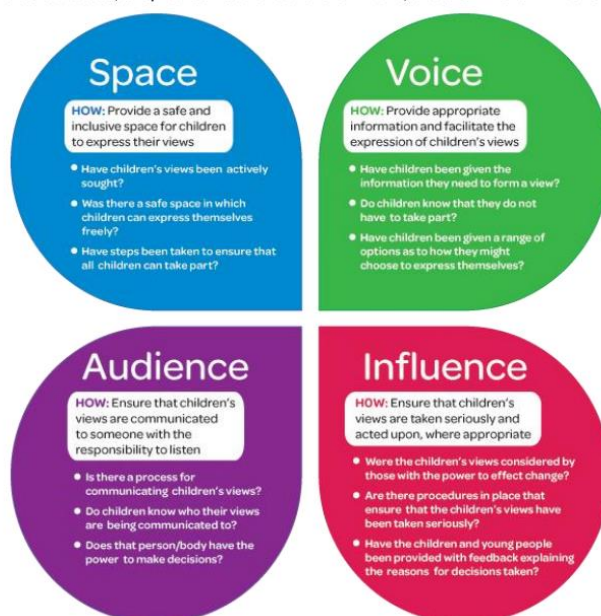 Space
HOW: Provide a safe and
inclusive space for children
to express their views
• Have children's views been actively
sought?
• Was there a safe space in which
children can express themselves
freely?
• Have steps been taken to ensure that
all children can take part?
Voice
HOW: Provide appropriate
information and facilitate the
expression of children's views
• Have children been given the
information they need to form a view?
• Do children know that they do not
have to take part?
• Have children been given a range of
options as to how they might
choose to express themselves?
Audience
HOW: Ensure that children's
views are communicated
to someone with the
responsibility to listen
• Is there a process for
communicating children's views?
• Do children know who their views
are being communicated to?
• Does that person/body have the
power to make decisions?
Influence
HOW: Ensure that children's
views are taken seriously and
acted upon, where appropriate
• Were the children's views considered by
those with the power to effect change?
• Are there procedures in place that
ensure that the children's views have
been taken seriously?
• Have the children and young people
been provided with feedback explaining
the reasons for decisions taken?